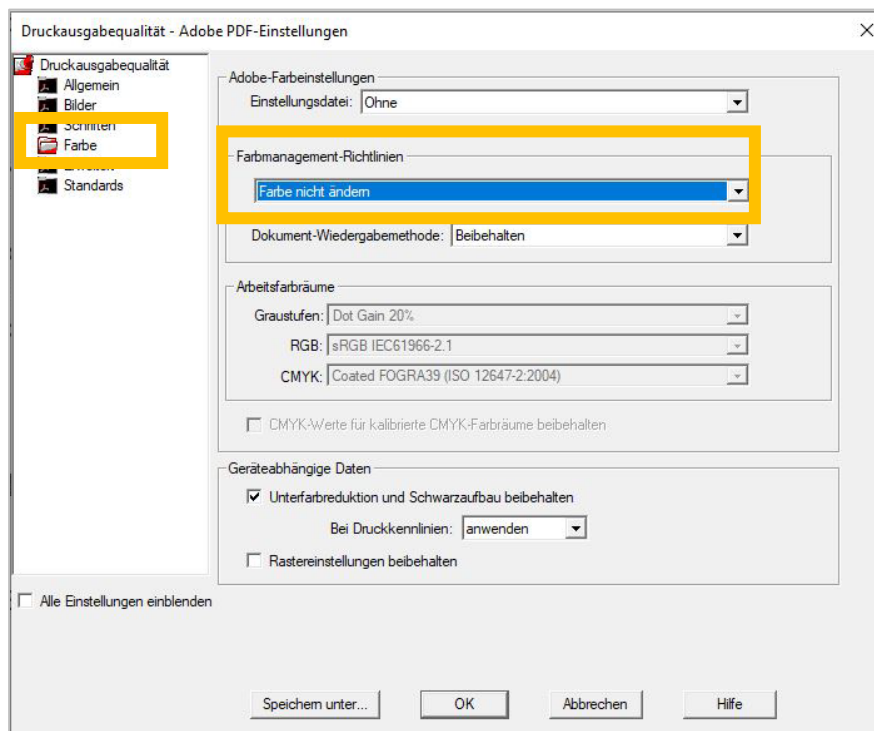 Druckausgabequalität - Adobe PDF-Einstellungen
Druckausgabequalität
Allgemein
Bilder
Schriften
Farbe
Standards
Adobe-Farbeinstellungen
Einstellungsdatei: Ohne
Farbmanagement-Richtlinien
Farbe nicht ändern
Dokument-Wiedergabemethode: Beibehalten
Arbeitsfarbräume
Graustufen: Dot Gain 20%
RGB: sRGB IEC61966-2.1
CMYK: Coated FOGRA39 (ISO 12647-2:2004)
CMYK-Werte für kalibrierte CMYK-Farbräume beibehalten
Geräteabhängige Daten
Unterfarbreduktion und Schwarzaufbau beibehalten
Bei Druckkennlinien: anwenden
Rastereinstellungen beibehalten
Alle Einstellungen einblenden
Speichern unter... OK Abbrechen Hilfe